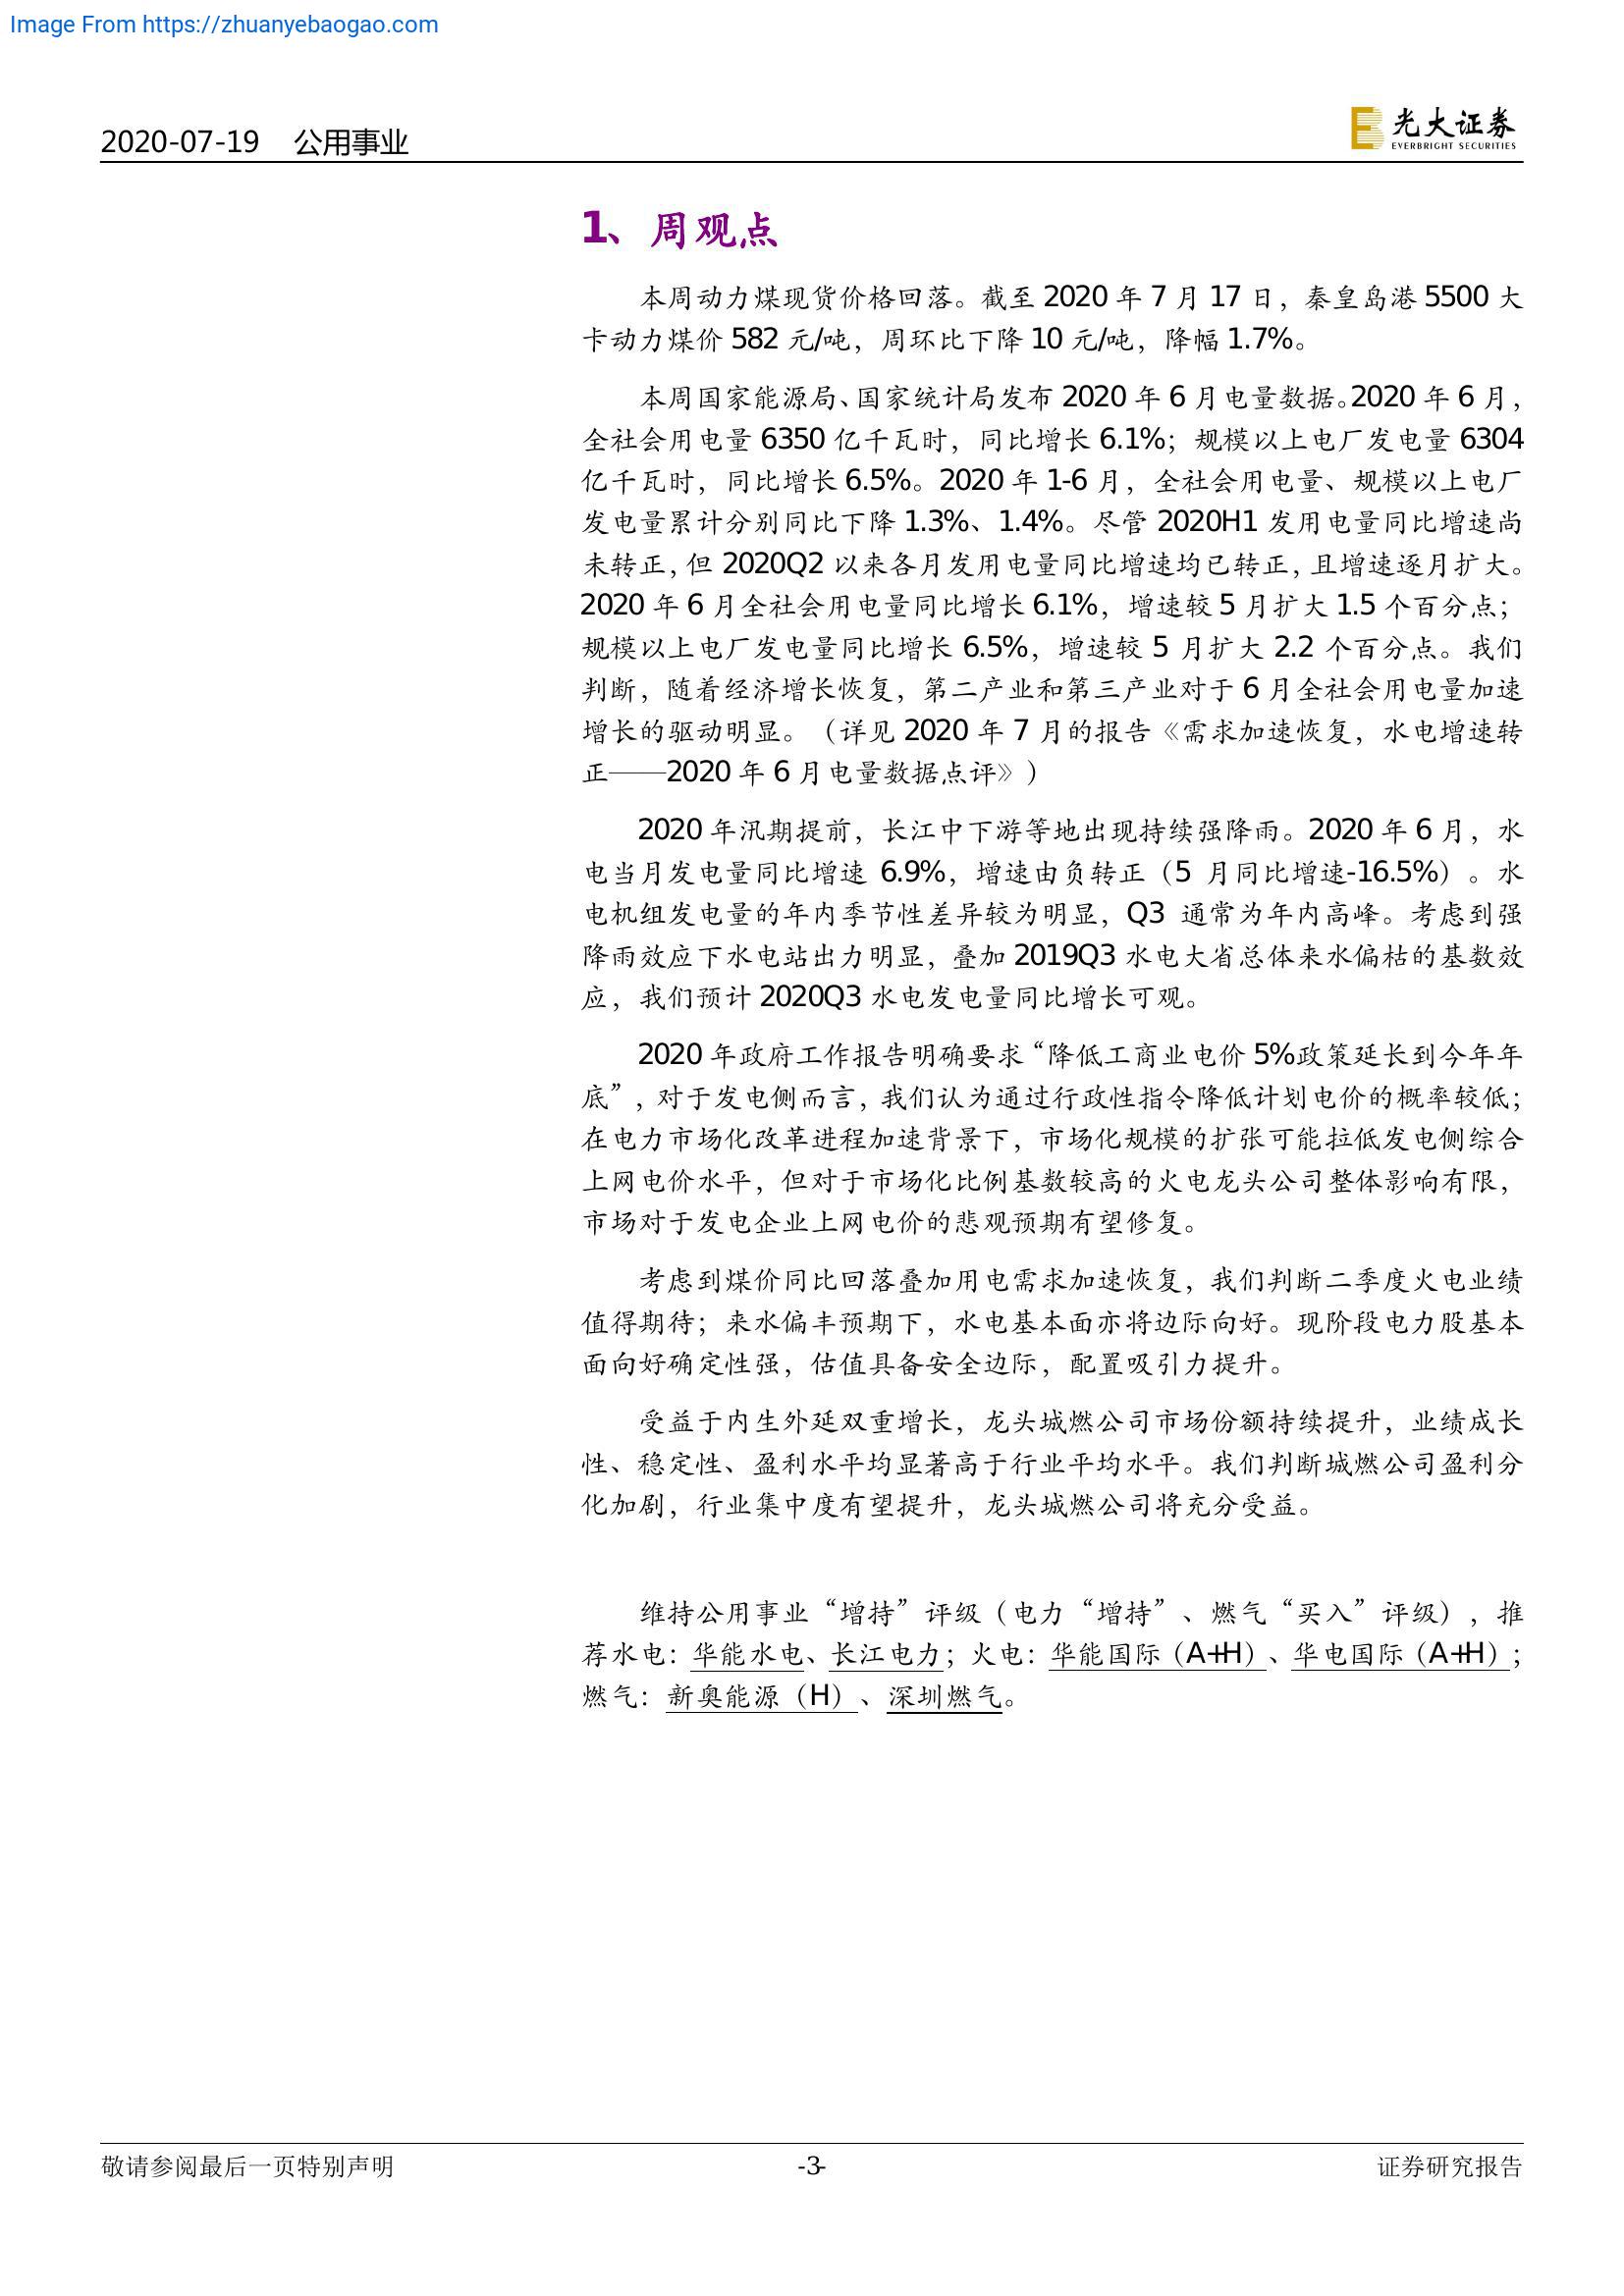 Image From https://zhuanyebaogao.com
2020-07-19 公用事业
光大证券
EVERBRIGHT SECURITIES
1、周观点
本周动力煤现货价格回落。截至 2020 年 7 月 17 日，秦皇岛港 5500 大
卡动力煤价 582 元/吨，周环比下降 10 元/吨，降幅 1.7%。
本周国家能源局、国家统计局发布 2020 年 6 月电量数据。2020 年 6 月，
全社会用电量 6350 亿千瓦时，同比增长 6.1%；规模以上电厂发电量 6304
亿千瓦时，同比增长 6.5%。2020 年 1-6 月，全社会用电量、规模以上电厂
发电量累计分别同比下降 1.3%、1.4%。尽管 2020H1 发用电量同比增速尚
未转正，但 2020Q2 以来各月发用电量同比增速均已转正，且增速逐月扩大。
2020 年 6 月全社会用电量同比增长 6.1%，增速较 5 月扩大 1.5 个百分点；
规模以上电厂发电量同比增长 6.5%，增速较 5 月扩大 2.2 个百分点。我们
判断，随着经济增长恢复，第二产业和第三产业对于 6 月全社会用电量加速
增长的驱动明显。（详见 2020 年 7 月的报告《需求加速恢复，水电增速转
正——2020 年 6 月电量数据点评》）
2020 年汛期提前，长江中下游等地出现持续强降雨。2020 年 6 月，水
电当月发电量同比增速 6.9%，增速由负转正（5 月同比增速-16.5%）。水
电机组发电量的年内季节性差异较为明显，Q3 通常为年内高峰。考虑到强
降雨效应下水电站出力明显，叠加 2019Q3 水电大省总体来水偏枯的基数效
应，我们预计 2020Q3 水电发电量同比增长可观。
2020 年政府工作报告明确要求“降低工商业电价 5%政策延长到今年年
底”，对于发电侧而言，我们认为通过行政性指令降低计划电价的概率较低；
在电力市场化改革进程加速背景下，市场化规模的扩张可能拉低发电侧综合
上网电价水平，但对于市场化比例基数较高的火电龙头公司整体影响有限，
市场对于发电企业上网电价的悲观预期有望修复。
考虑到煤价同比回落叠加用电需求加速恢复，我们判断二季度火电业绩
值得期待；来水偏丰预期下，水电基本面亦将边际向好。现阶段电力股基本
面向好确定性强，估值具备安全边际，配置吸引力提升。
受益于内生外延双重增长，龙头城燃公司市场份额持续提升，业绩成长
性、稳定性、盈利水平均显著高于行业平均水平。我们判断城燃公司盈利分
化加剧，行业集中度有望提升，龙头城燃公司将充分受益。
维持公用事业“增持”评级（电力“增持”、燃气“买入”评级），推
荐水电：华能水电、长江电力；火电：华能国际（A+H）、华电国际（A+H）；
燃气：新奥能源（H）、深圳燃气。
敬请参阅最后一页特别声明
-3-
证券研究报告